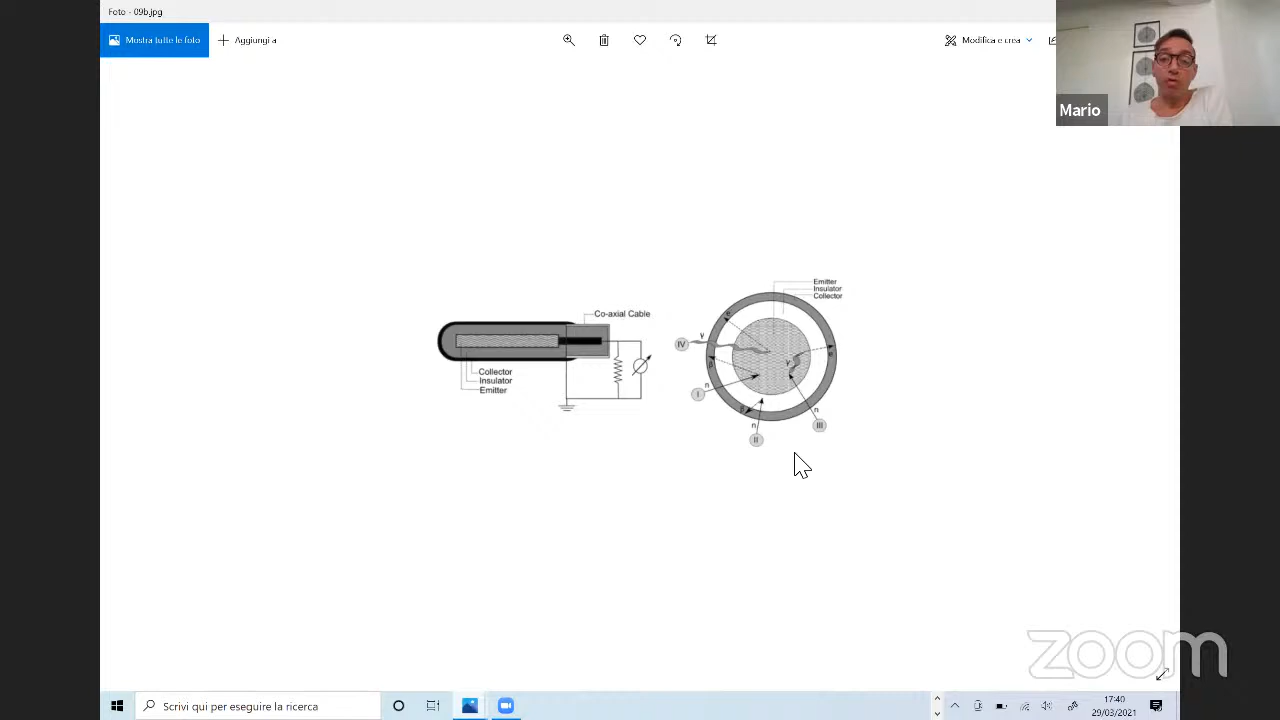 Foto - 09b.jpg
Mostra tutte le foto
Aggiungi a
Modifica e crea
Mario
Co-axial Cable
Collector
Insulator
Emitter
Emitter
Insulator
Collector
e
γ
IV
β
n
I
γ
e
β
n
II
n
III
zoom
Scrivi qui per eseguire la ricerca
17:40
29/03/2021